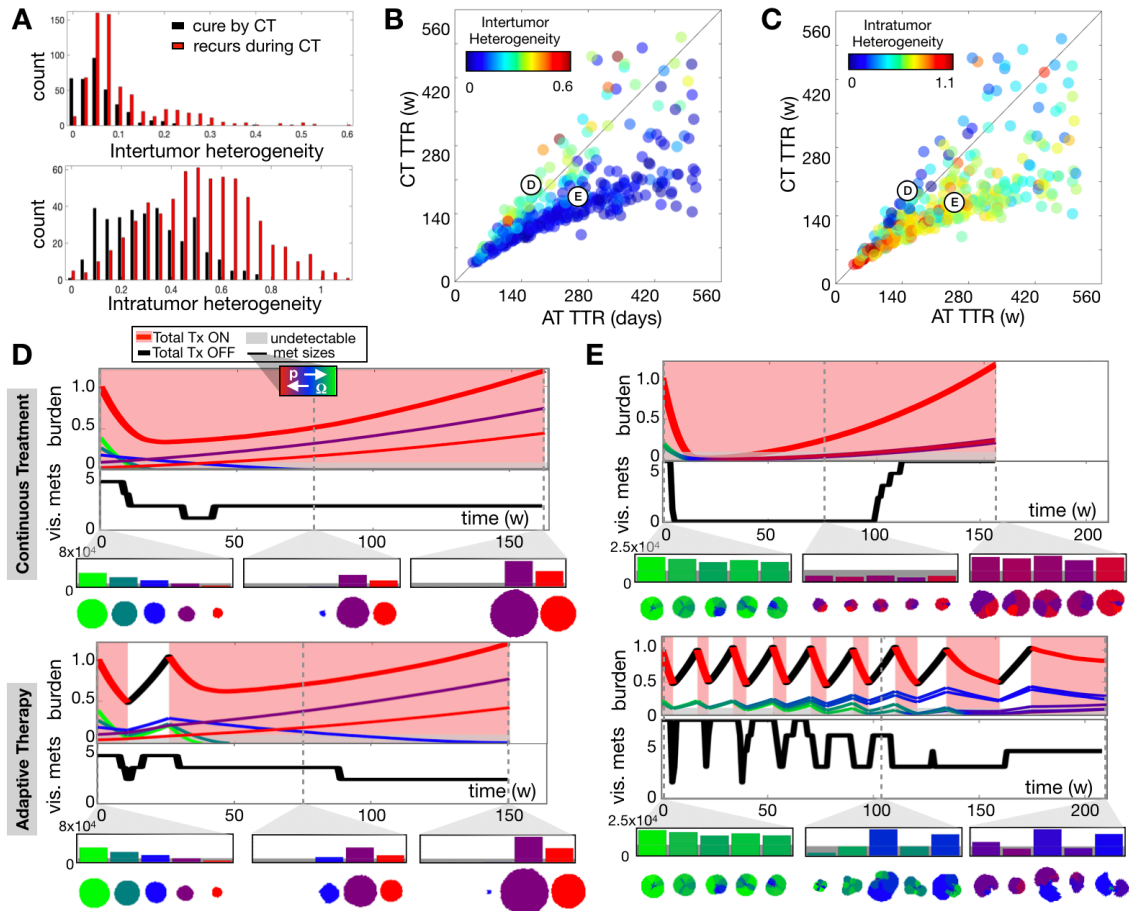 A
cure by CT
recurs during CT
count
150
100
50
0
0 0.1 0.2 0.3 0.4 0.5 0.6
Intertumor heterogeneity
count
60
40
20
0
0 0.2 0.4 0.6 0.8 1
Intratumor heterogeneity
B
Intertumor
Heterogeneity
0 0.6
CT TTR (w)
560
420
280
140
0
D
E
0 140 280 420 560
AT TTR (days)
C
Intratumor
Heterogeneity
0 1.1
CT TTR (w)
560
420
280
140
0
D
E
0 140 280 420 560
AT TTR (w)
Total Tx ON
undetectable
Total Tx OFF
met sizes
p
Ω
D
Continuous Treatment
burden
1.0
0.5
0
vis. mets
5
0
time (w)
0 50 100 150
8x10⁴
0
Adaptive Therapy
burden
1.0
0.5
0
vis. mets
5
0
time (w)
0 50 100 150
8x10⁴
0
E
burden
1.0
0.5
0
vis. mets
5
0
time (w)
0 50 100 150 200
2.5x10⁴
0
burden
1.0
0.5
0
vis. mets
5
0
time (w)
0 50 100 150 200
2.5x10⁴
0